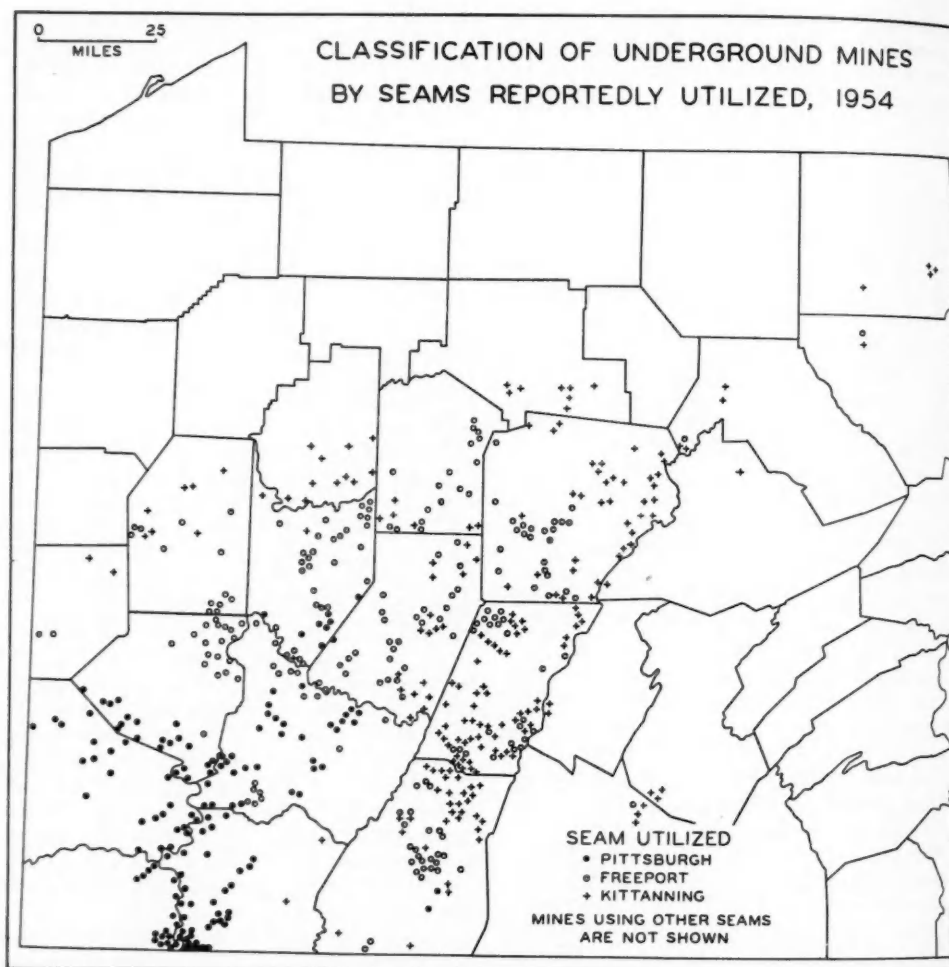 0 25
MILES
CLASSIFICATION OF UNDERGROUND MINES
BY SEAMS REPORTEDLY UTILIZED, 1954
SEAM UTILIZED
PITTSBURGH
FREEPORT
KITTANNING
MINES USING OTHER SEAMS
ARE NOT SHOWN